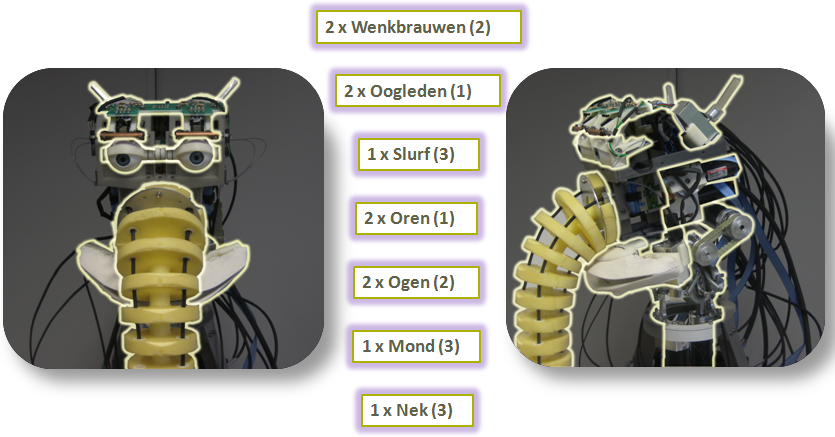 2 x Wenkbrauwen (2)
2 x Oogleden (1)
1 x Slurf (3)
2 x Oren (1)
2 x Ogen (2)
1 x Mond (3)
1 x Nek (3)